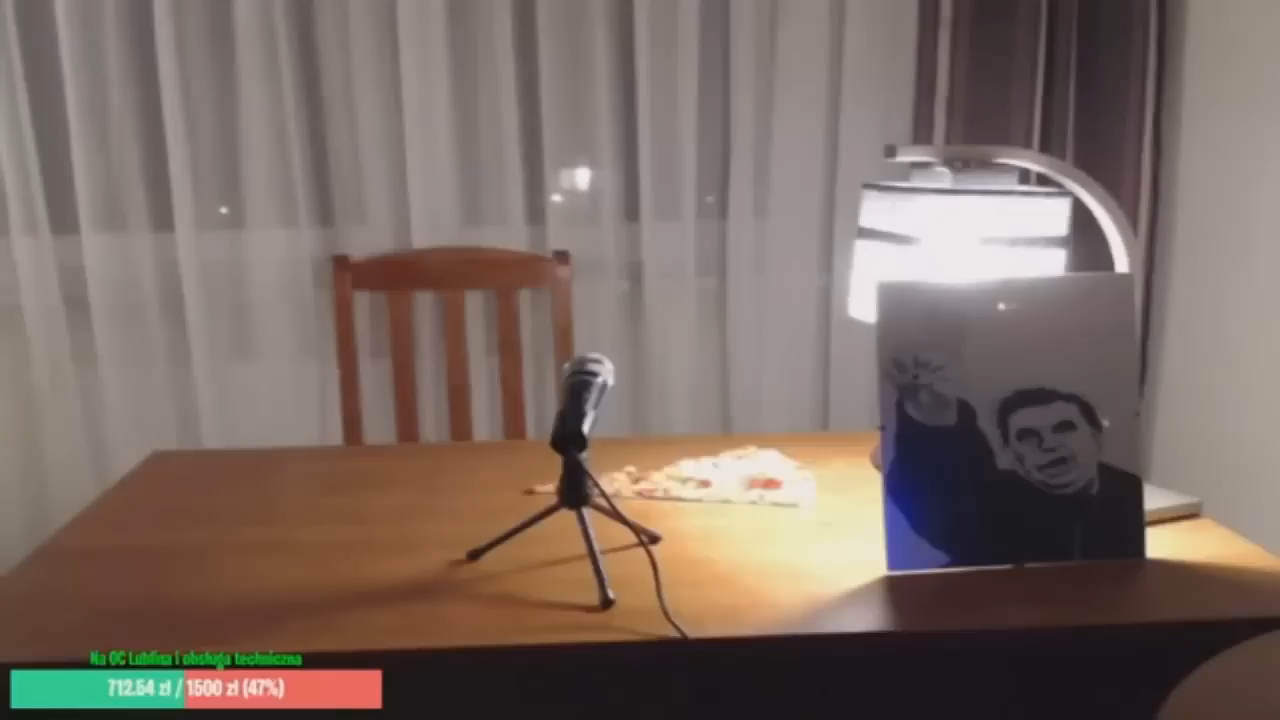 Na OC Lublina i obsługa techniczna
712.54 zł / 1500 zł (47%)